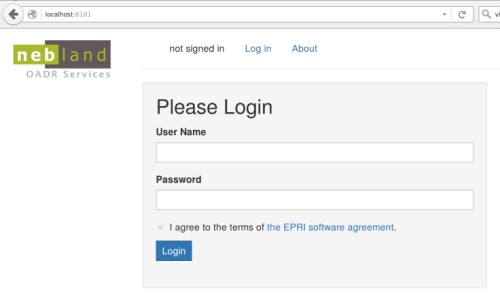 localhost:8181
nebland
OADR Services
not signed in Log in About
Please Login
User Name
Password
I agree to the terms of the EPRI software agreement.
Login